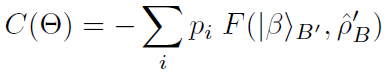 C(Θ) = − ∑_i p_i F(|β⟩_{B′}, ρ̂′_B)